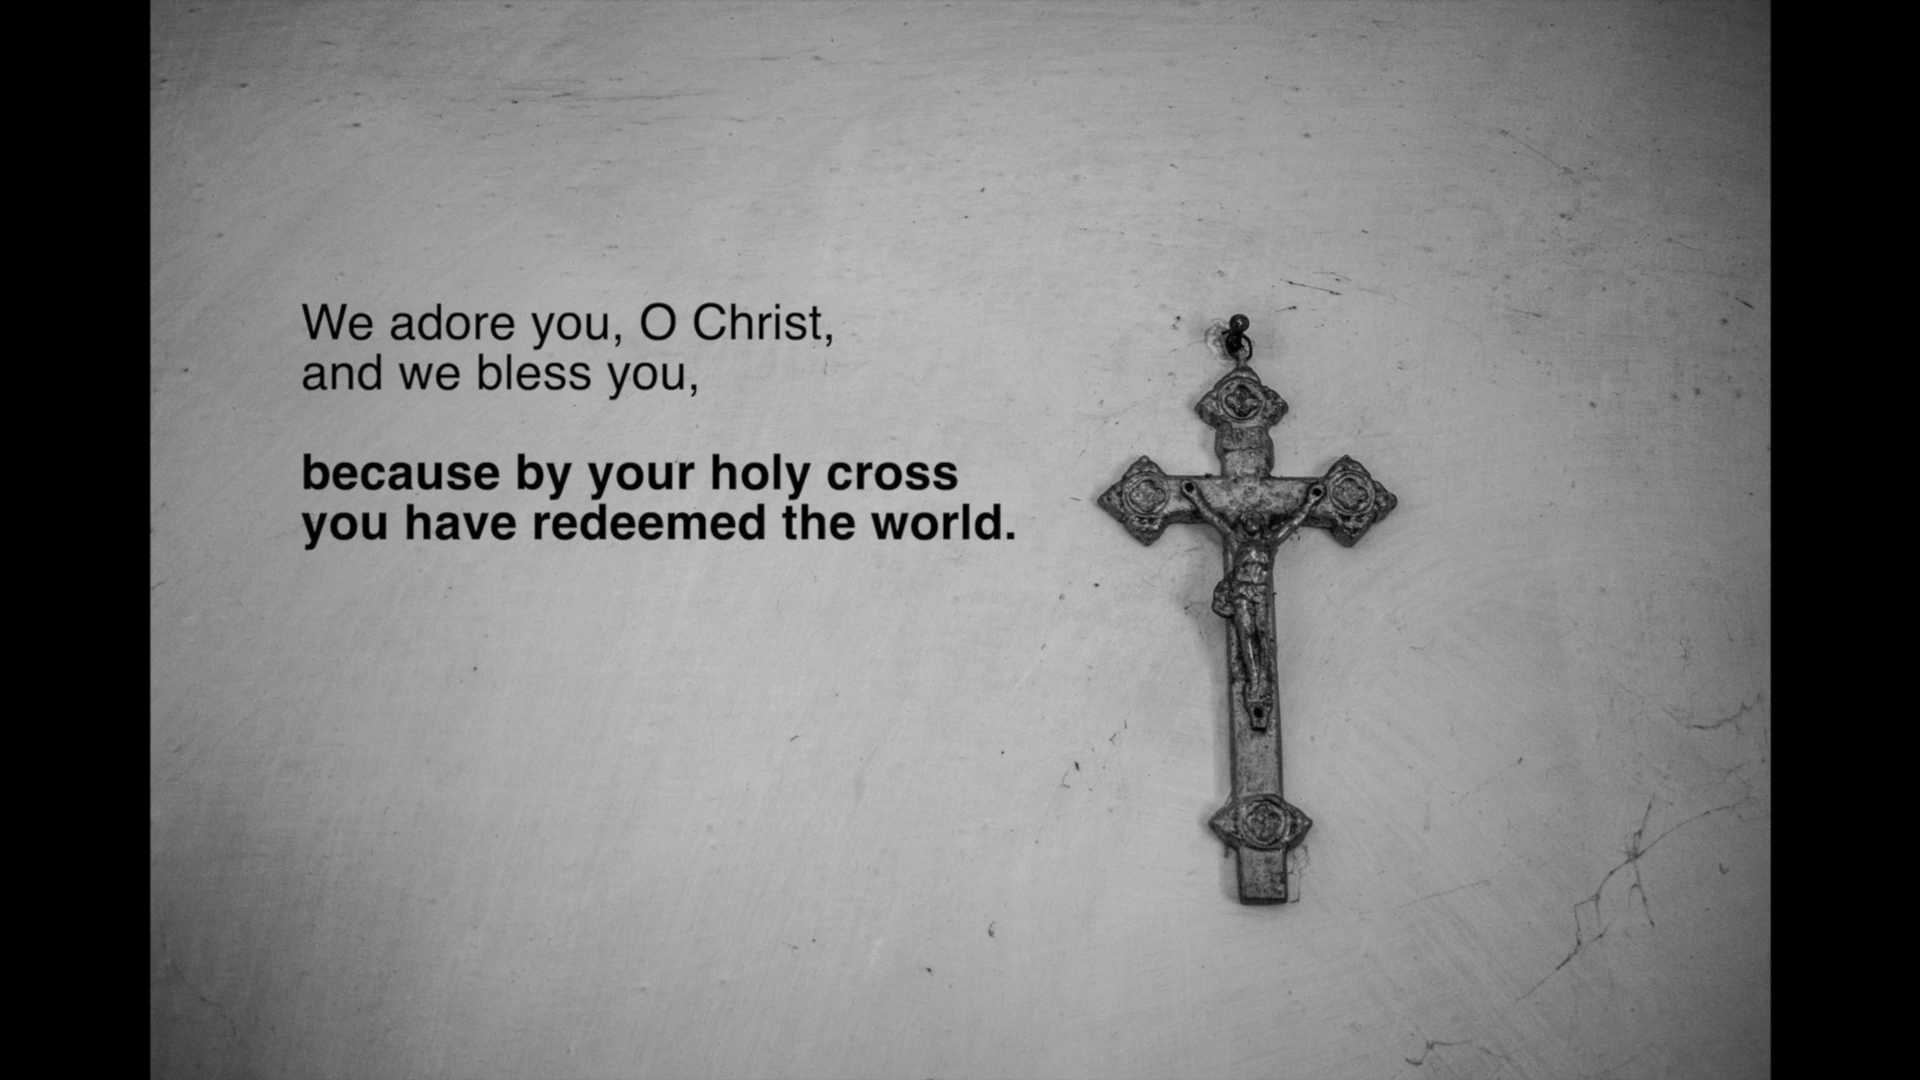 We adore you, O Christ,
and we bless you,
because by your holy cross
you have redeemed the world.